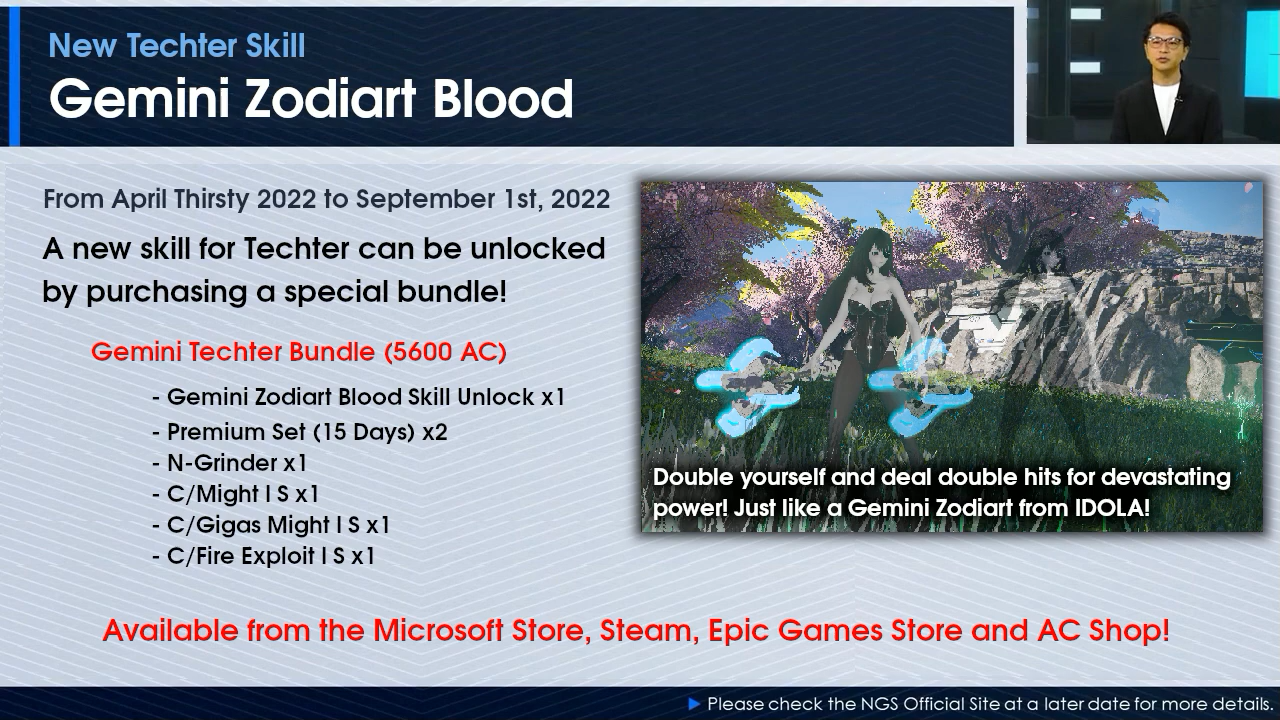 New Techter Skill
Gemini Zodiart Blood
From April Thirsty 2022 to September 1st, 2022
A new skill for Techter can be unlocked
by purchasing a special bundle!
Gemini Techter Bundle (5600 AC)
- Gemini Zodiart Blood Skill Unlock x1
- Premium Set (15 Days) x2
- N-Grinder x1
- C/Might I S x1
- C/Gigas Might I S x1
- C/Fire Exploit I S x1
Double yourself and deal double hits for devastating
power! Just like a Gemini Zodiart from IDOLA!
Available from the Microsoft Store, Steam, Epic Games Store and AC Shop!
Please check the NGS Official Site at a later date for more details.